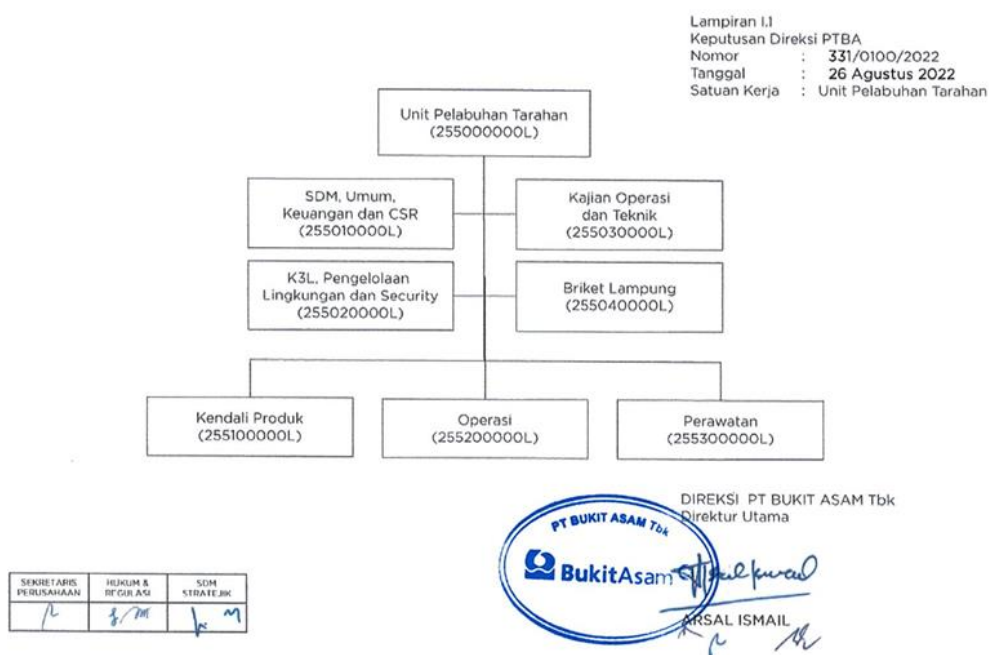 Lampiran I.1
Keputusan Direksi PTBA
Nomor : 331/0100/2022
Tanggal : 26 Agustus 2022
Satuan Kerja : Unit Pelabuhan Tarahan
Unit Pelabuhan Tarahan
(255000000L)
SDM, Umum,
Keuangan dan CSR
(255010000L)
Kajian Operasi
dan Teknik
(255030000L)
K3L, Pengelolaan
Lingkungan dan Security
(255020000L)
Briket Lampung
(255040000L)
Kendali Produk
(255100000L)
Operasi
(255200000L)
Perawatan
(255300000L)
DIREKSI PT BUKIT ASAM Tbk
Direktur Utama
PT BUKIT ASAM Tbk
BukitAsam
ARSAL ISMAIL
SEKRETARIS PERUSAHAAN
HUKUM & REGULASI
SDM STRATEJIK